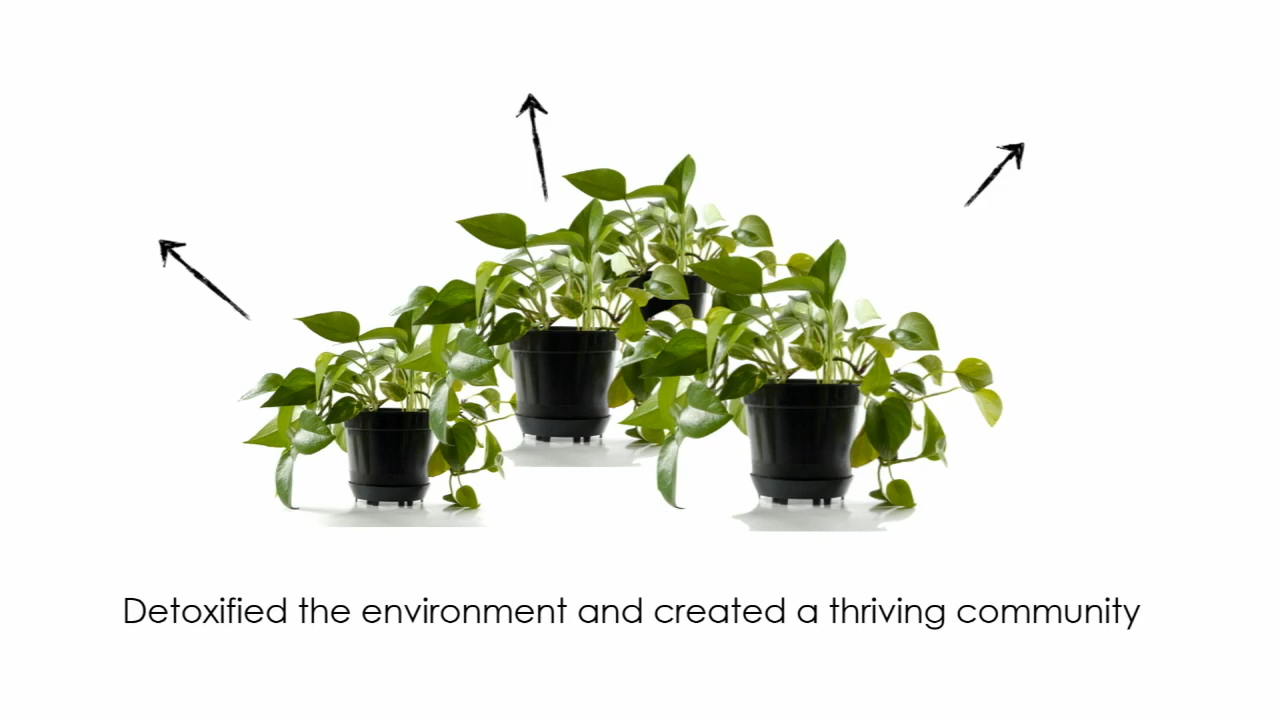 Detoxified the environment and created a thriving community